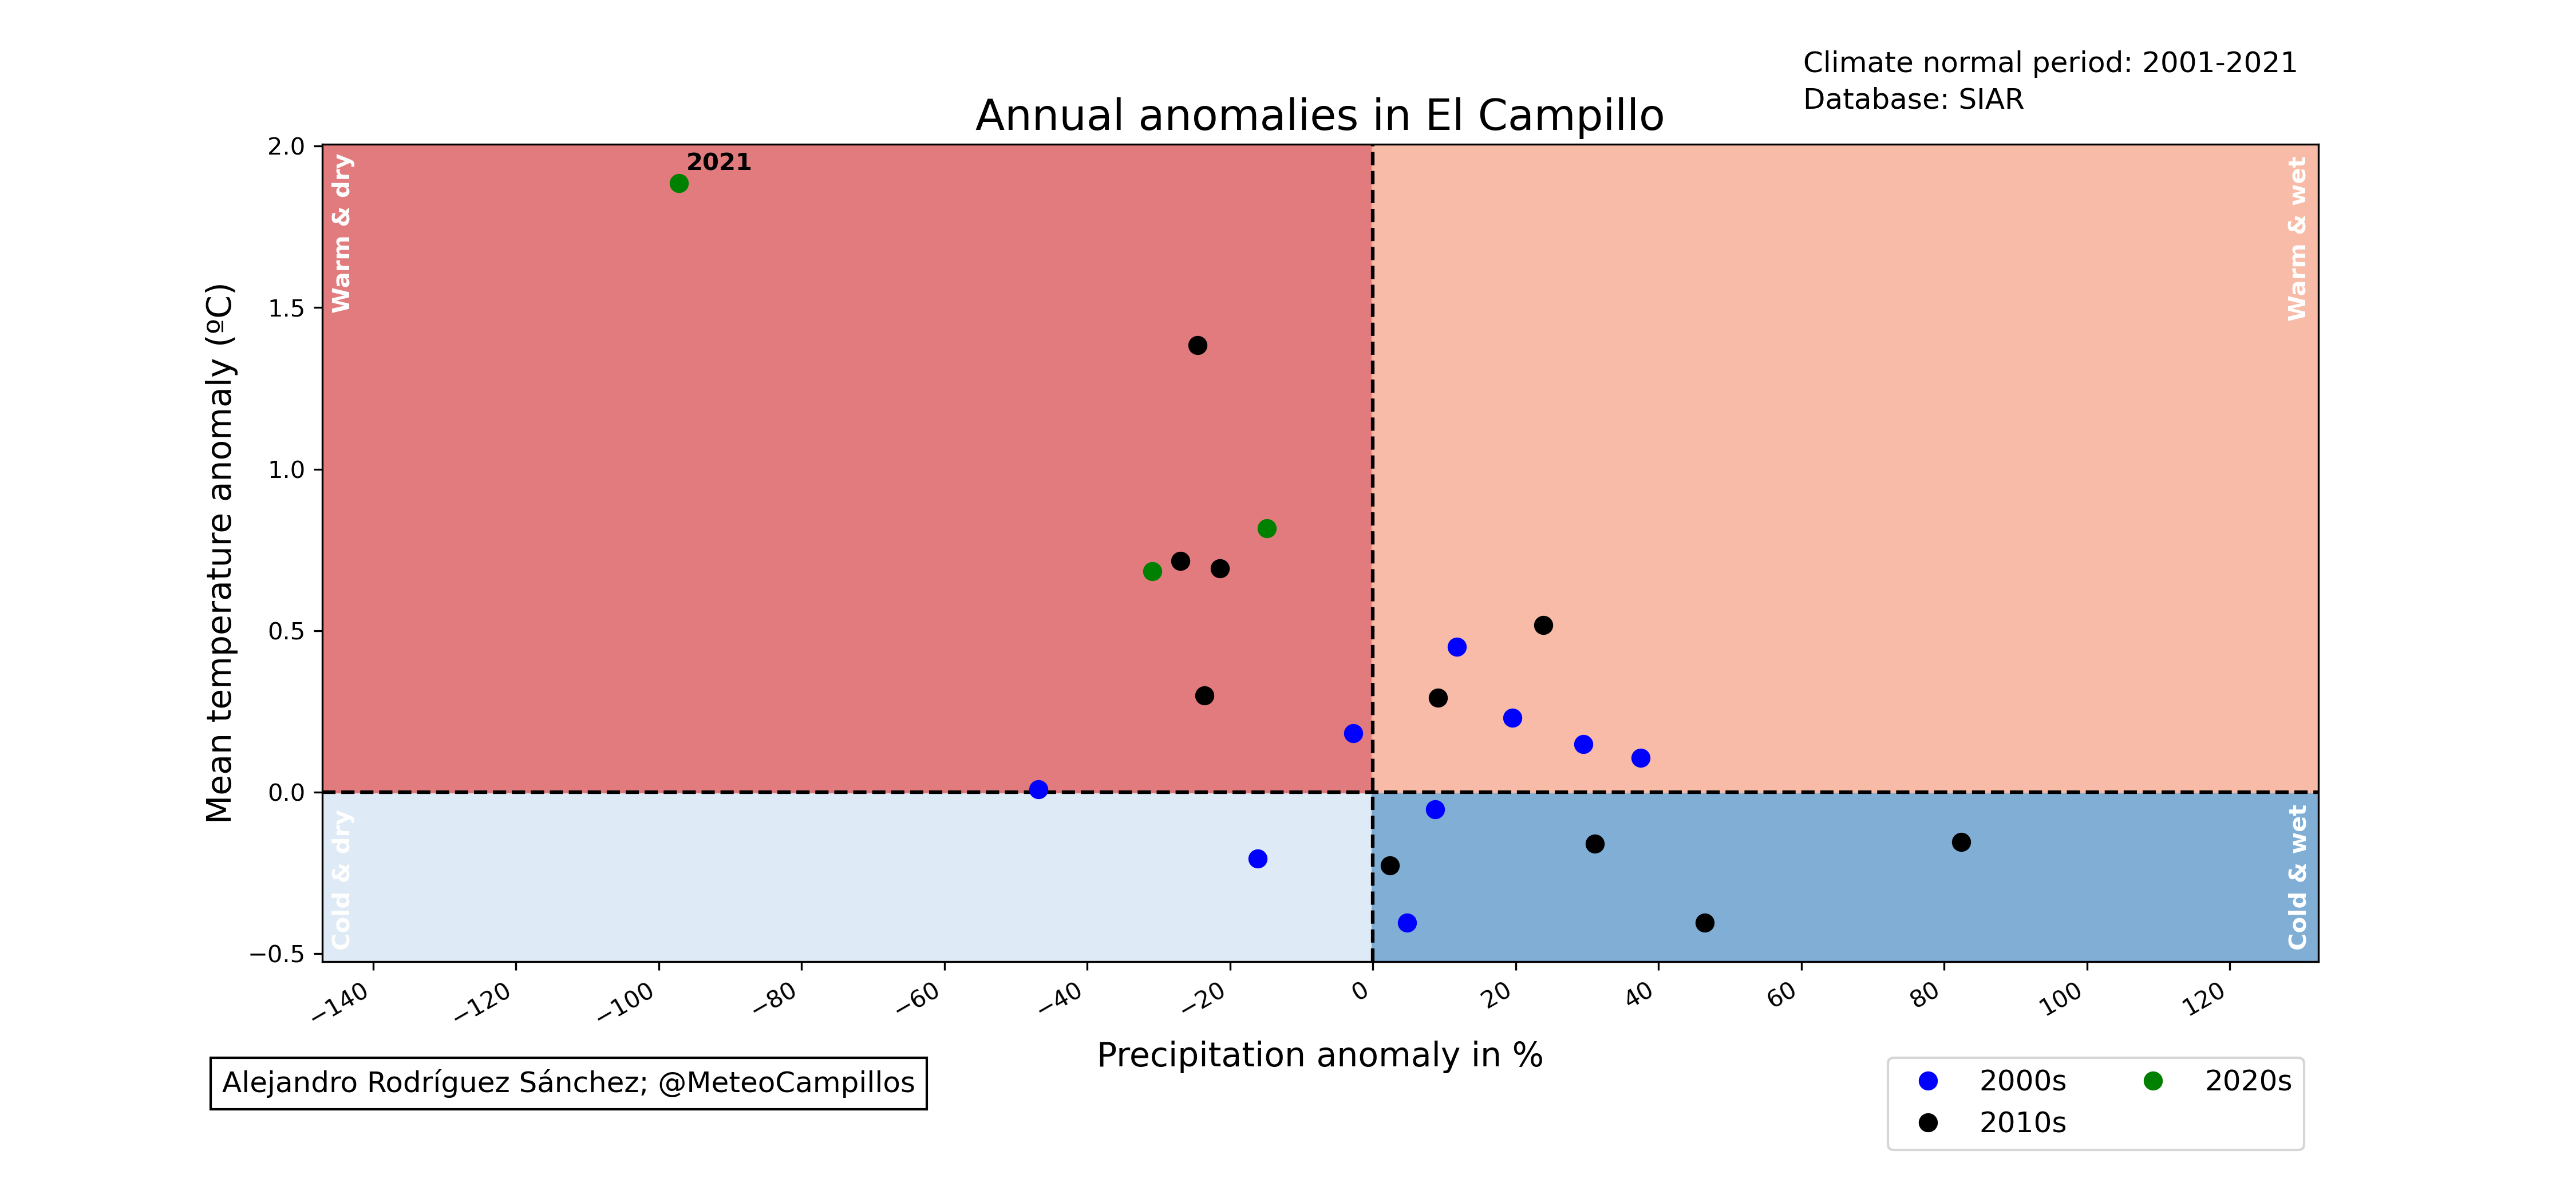 Climate normal period: 2001-2021
Database: SIAR
Annual anomalies in El Campillo
2.0
1.5
1.0
0.5
0.0
−0.5
Mean temperature anomaly (ºC)
Warm & dry
2021
Warm & wet
Cold & dry
Cold & wet
−140
−120
−100
−80
−60
−40
−20
0
20
40
60
80
100
120
Precipitation anomaly in %
Alejandro Rodríguez Sánchez; @MeteoCampillos
2000s
2010s
2020s